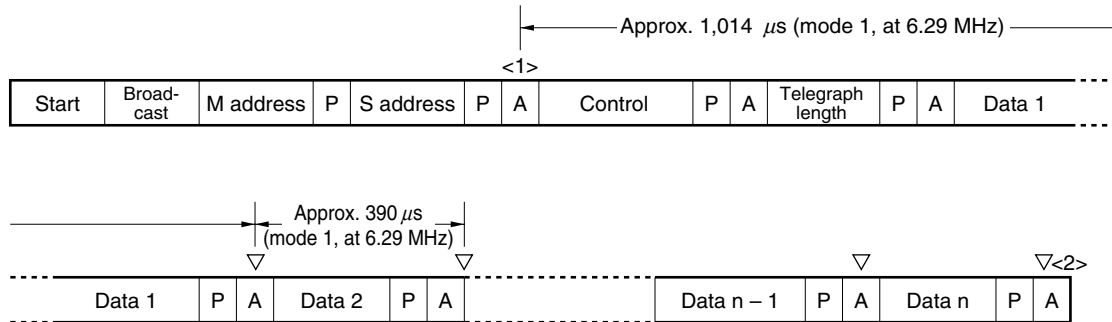 Approx. 1,014 μs (mode 1, at 6.29 MHz)
<1>
Start Broad-cast M address P S address P A Control P A Telegraph length P A Data 1
Approx. 390 μs
(mode 1, at 6.29 MHz)
▽ ▽ ▽ ▽<2>
Data 1 P A Data 2 P A Data n – 1 P A Data n P A